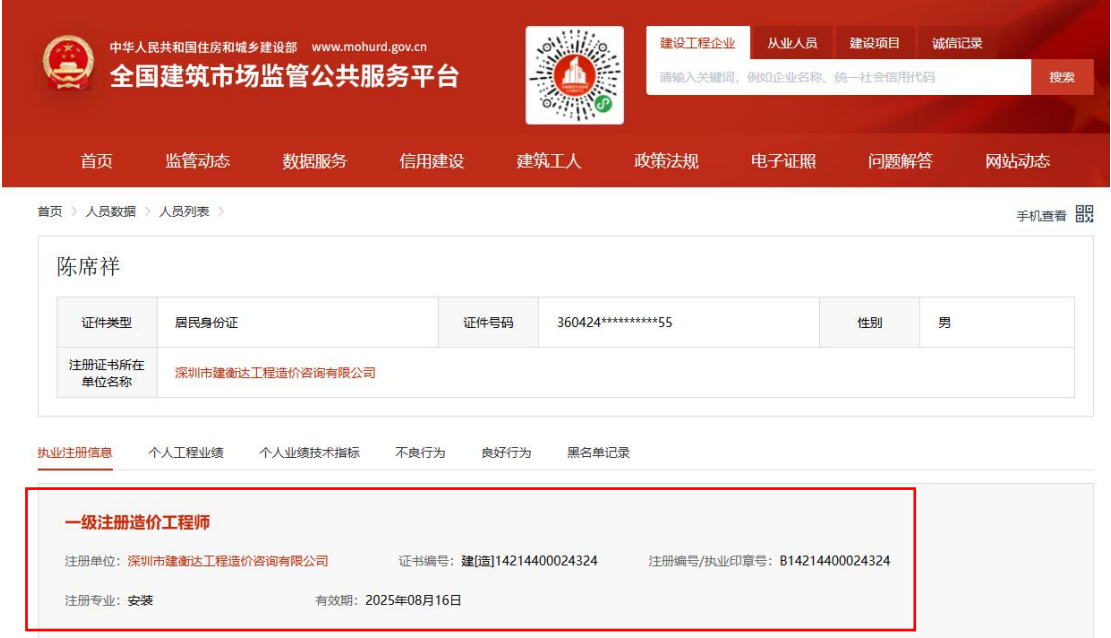 中华人民共和国住房和城乡建设部 www.mohurd.gov.cn
全国建筑市场监管公共服务平台
建设工程企业 从业人员 建设项目 诚信记录
请输入关键词，例如企业名称、统一社会信用代码 搜索
首页 监管动态 数据服务 信用建设 建筑工人 政策法规 电子证照 问题解答 网站动态
首页 > 人员数据 > 人员列表 >
手机查看
陈席祥
证件类型 居民身份证 证件号码 360424**********55 性别 男
注册证书所在
单位名称
深圳市建衡达工程造价咨询有限公司
执业注册信息 个人工程业绩 个人业绩技术指标 不良行为 良好行为 黑名单记录
一级注册造价工程师
注册单位：深圳市建衡达工程造价咨询有限公司 证书编号：建[造]14214400024324 注册编号/执业印章号：B14214400024324
注册专业：安装 有效期：2025年08月16日